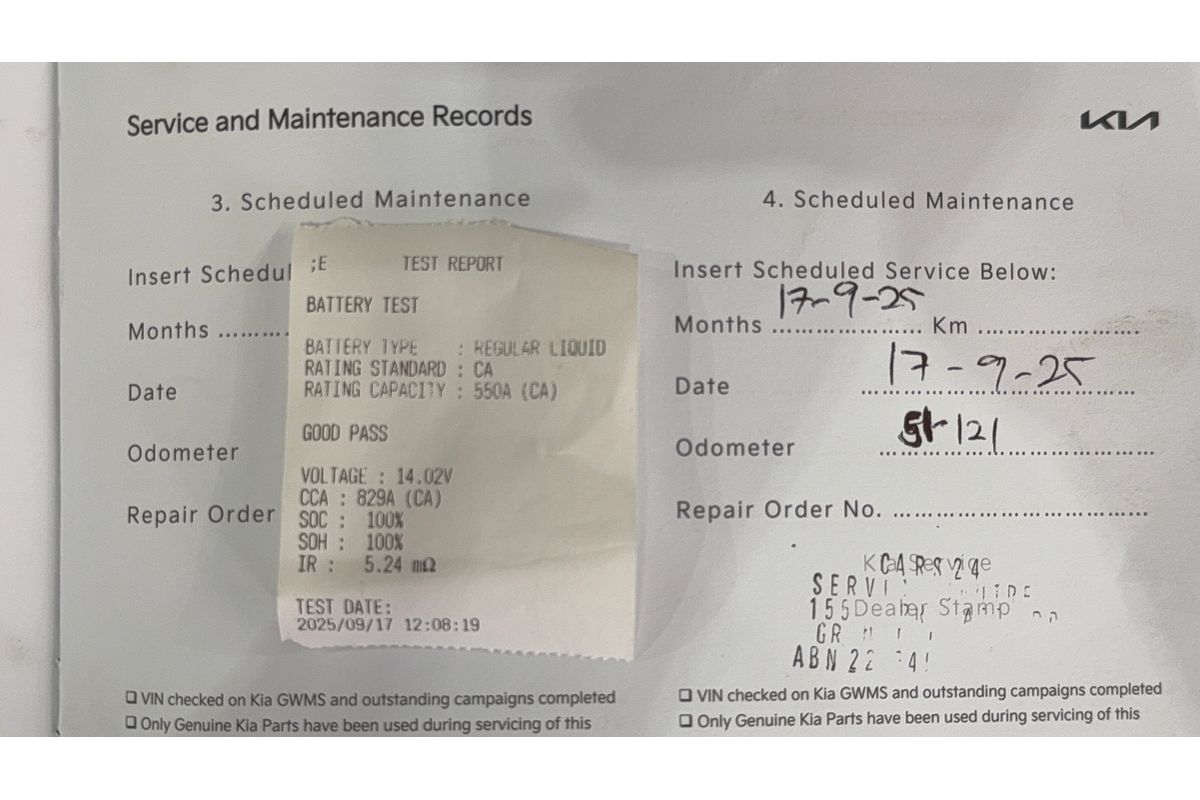 Service and Maintenance Records
KIA
3. Scheduled Maintenance
Insert Schedul
Months ..........
Date
Odometer
Repair Order
;E TEST REPORT
BATTERY TEST
BATTERY TYPE : REGULAR LIQUID
RATING STANDARD : CA
RATING CAPACITY : 550A (CA)
GOOD PASS
VOLTAGE : 14.02V
CCA : 829A (CA)
SOC : 100%
SOH : 100%
IR : 5.24 mΩ
TEST DATE:
2025/09/17 12:08:19
☐ VIN checked on Kia GWMS and outstanding campaigns completed
☐ Only Genuine Kia Parts have been used during servicing of this
4. Scheduled Maintenance
Insert Scheduled Service Below:
Months 17-9-25 Km
Date 17-9-25
Odometer 121
Repair Order No.
Dealer Stamp
155
GR
ABN 22
☐ VIN checked on Kia GWMS and outstanding campaigns completed
☐ Only Genuine Kia Parts have been used during servicing of this